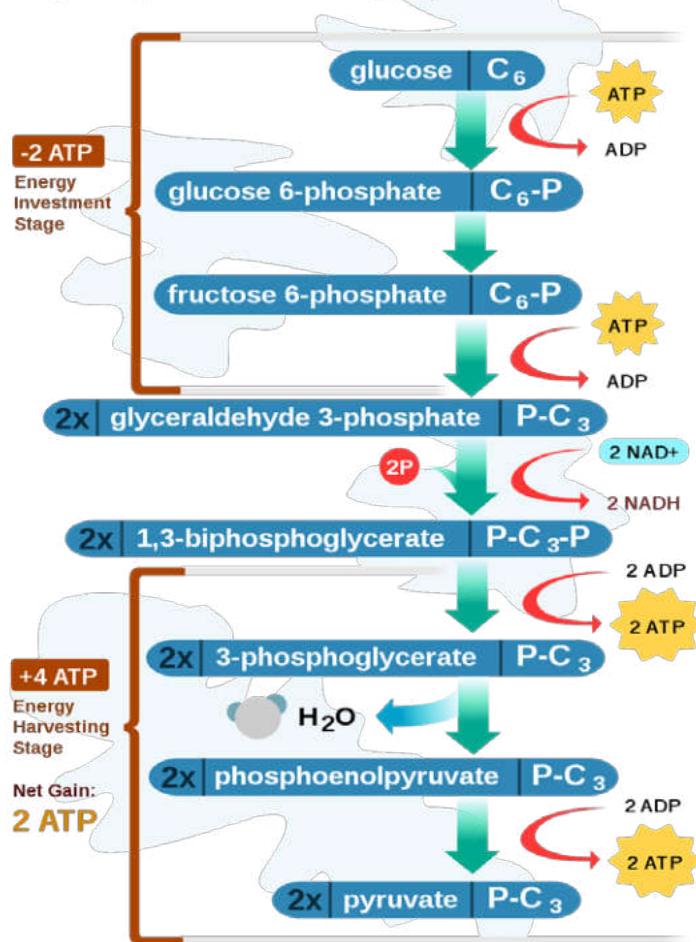 glucose C6
ATP
ADP
-2 ATP
Energy
Investment
Stage
glucose 6-phosphate C6-P
fructose 6-phosphate C6-P
ATP
ADP
2x glyceraldehyde 3-phosphate P-C3
2P
2 NAD+
2 NADH
2x 1,3-biphosphoglycerate P-C3-P
2 ADP
2 ATP
2x 3-phosphoglycerate P-C3
+4 ATP
Energy
Harvesting
Stage
H2O
Net Gain:
2 ATP
2x phosphoenolpyruvate P-C3
2 ADP
2 ATP
2x pyruvate P-C3